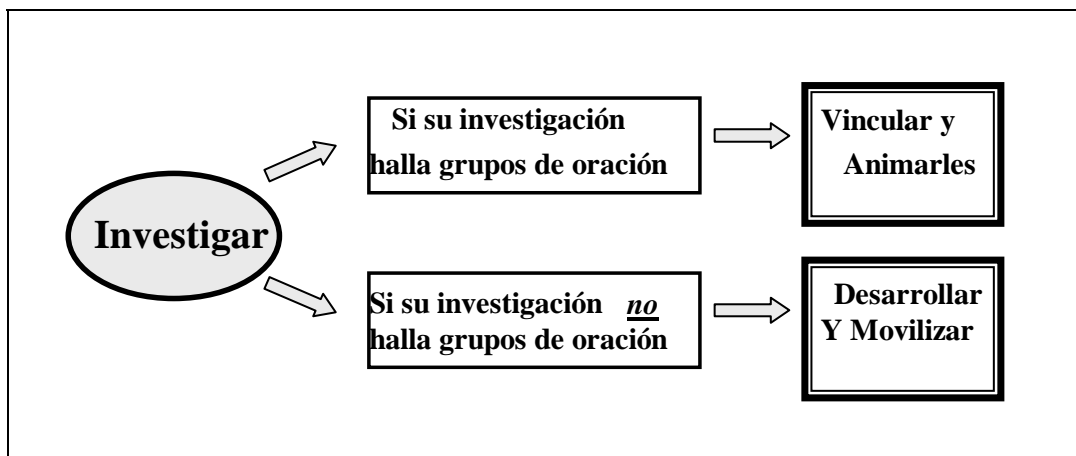 Investigar
Si su investigación
halla grupos de oración
Vincular y
Animarles
Si su investigación no
halla grupos de oración
Desarrollar
Y Movilizar